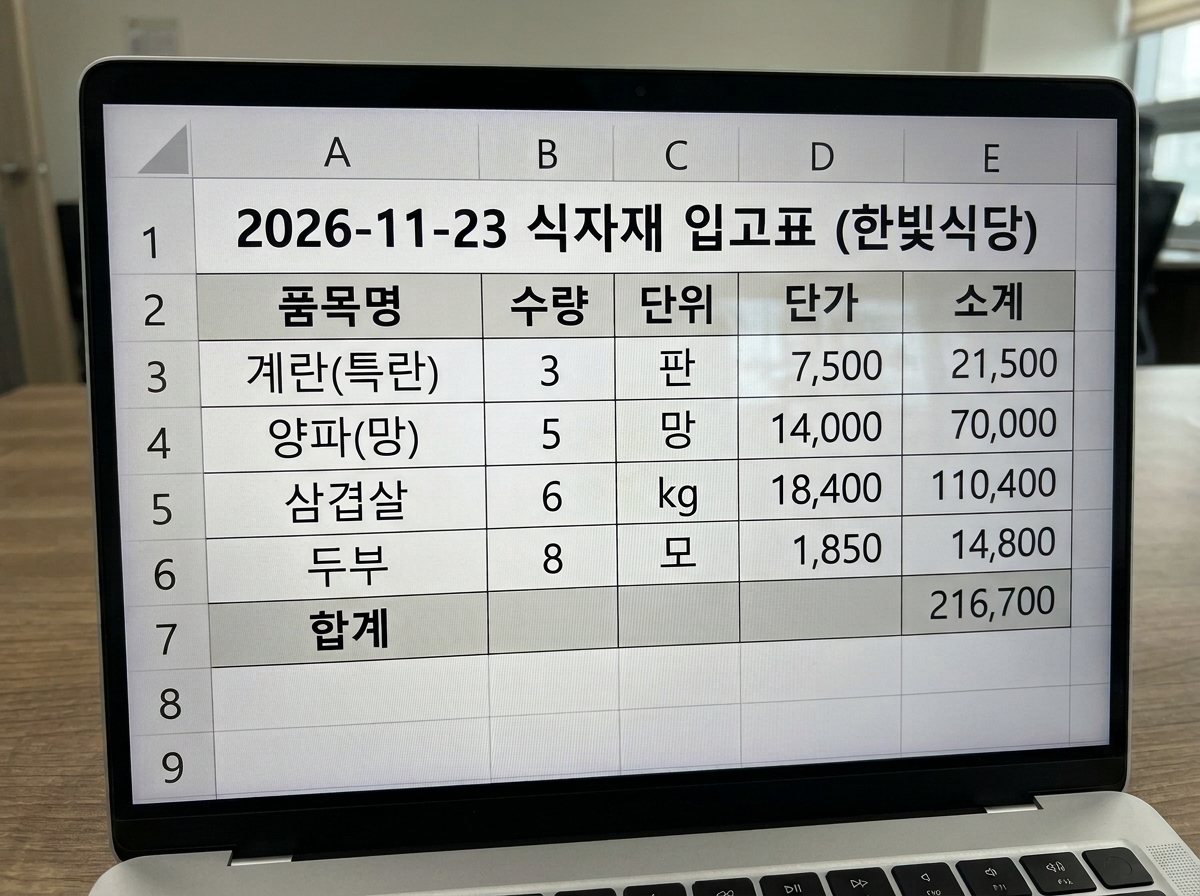 A B C D E
1 2026-11-23 식자재 입고표 (한빛식당)
2 품목명 수량 단위 단가 소계
3 계란(특란) 3 판 7,500 21,500
4 양파(망) 5 망 14,000 70,000
5 삼겹살 6 kg 18,400 110,400
6 두부 8 모 1,850 14,800
7 합계 216,700
8
9